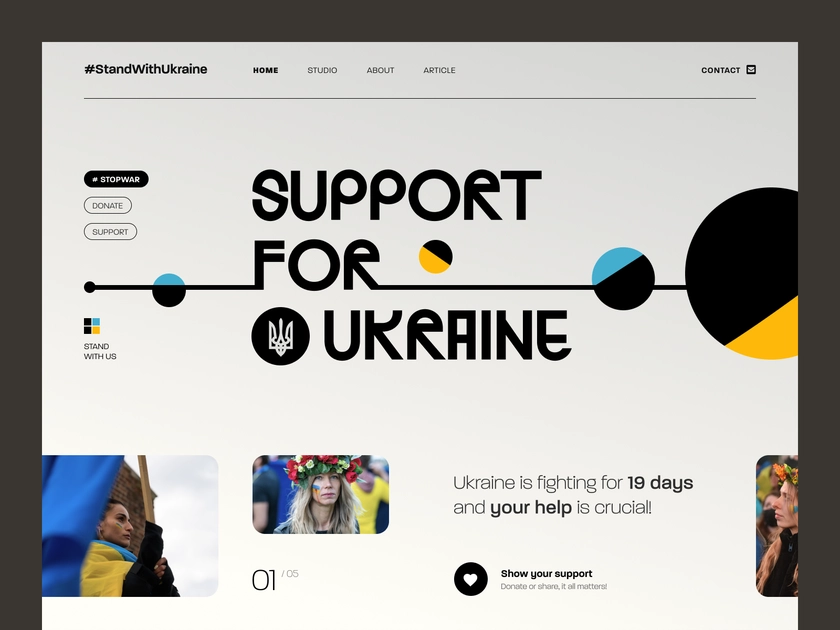 #StandWithUkraine
HOME
STUDIO
ABOUT
ARTICLE
CONTACT
# STOPWAR
DONATE
SUPPORT
SUPPORT
FOR
UKRAINE
STAND
WITH US
Ukraine is fighting for 19 days
and your help is crucial!
01 / 05
Show your support
Donate or share, it all matters!